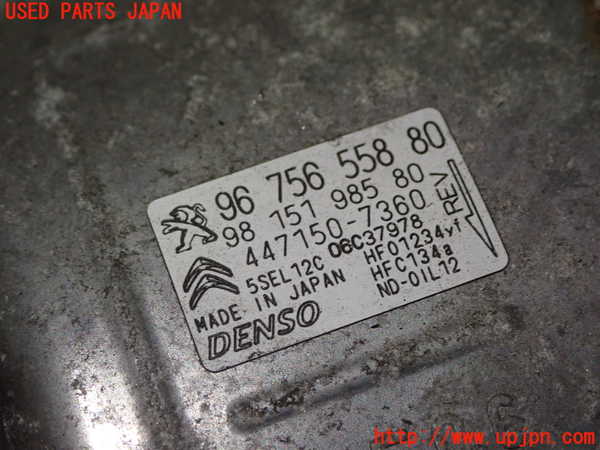 USED PARTS JAPAN
96 756 558 80
98 151 985 80
447150-7360
5SEL12C 06C37978
HFO1234yf
MADE IN JAPAN HFC134a
DENSO ND-OIL12
REV
http://www.upjpn.com/